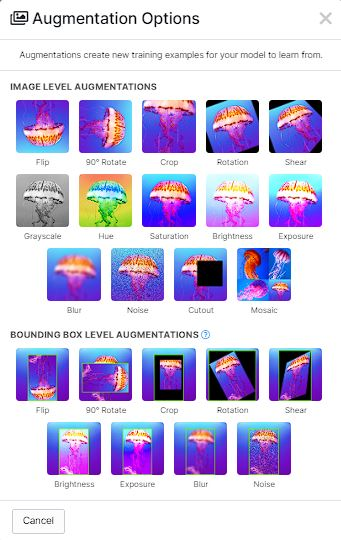 Augmentation Options
Augmentations create new training examples for your model to learn from.
IMAGE LEVEL AUGMENTATIONS
Flip 90° Rotate Crop Rotation Shear
Grayscale Hue Saturation Brightness Exposure
Blur Noise Cutout Mosaic
BOUNDING BOX LEVEL AUGMENTATIONS ?
Flip 90° Rotate Crop Rotation Shear
Brightness Exposure Blur Noise
Cancel